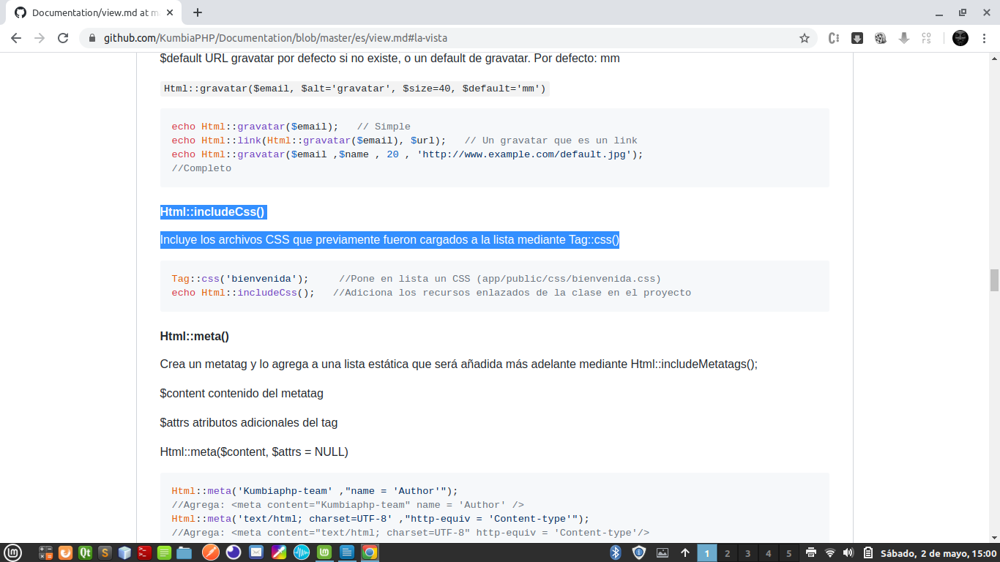 Documentation/view.md at m
github.com/KumbiaPHP/Documentation/blob/master/es/view.md#la-vista
co
rs
$default URL gravatar por defecto si no existe, o un default de gravatar. Por defecto: mm
Html::gravatar($email, $alt='gravatar', $size=40, $default='mm')
echo Html::gravatar($email);   // Simple
echo Html::link(Html::gravatar($email), $url);   // Un gravatar que es un link
echo Html::gravatar($email ,$name , 20 , 'http://www.example.com/default.jpg');
//Completo
Html::includeCss()
Incluye los archivos CSS que previamente fueron cargados a la lista mediante Tag::css()
Tag::css('bienvenida');     //Pone en lista un CSS (app/public/css/bienvenida.css)
echo Html::includeCss();   //Adiciona los recursos enlazados de la clase en el proyecto
Html::meta()
Crea un metatag y lo agrega a una lista estática que será añadida más adelante mediante Html::includeMetatags();
$content contenido del metatag
$attrs atributos adicionales del tag
Html::meta($content, $attrs = NULL)
Html::meta('Kumbiaphp-team' ,"name = 'Author'");
//Agrega: <meta content="Kumbiaphp-team" name = 'Author' />
Html::meta('text/html; charset=UTF-8' ,"http-equiv = 'Content-type'");
//Agrega: <meta content="text/html; charset=UTF-8" http-equiv = 'Content-type'/>
Qt S 1 2 3 4 5 Sábado, 2 de mayo, 15:00